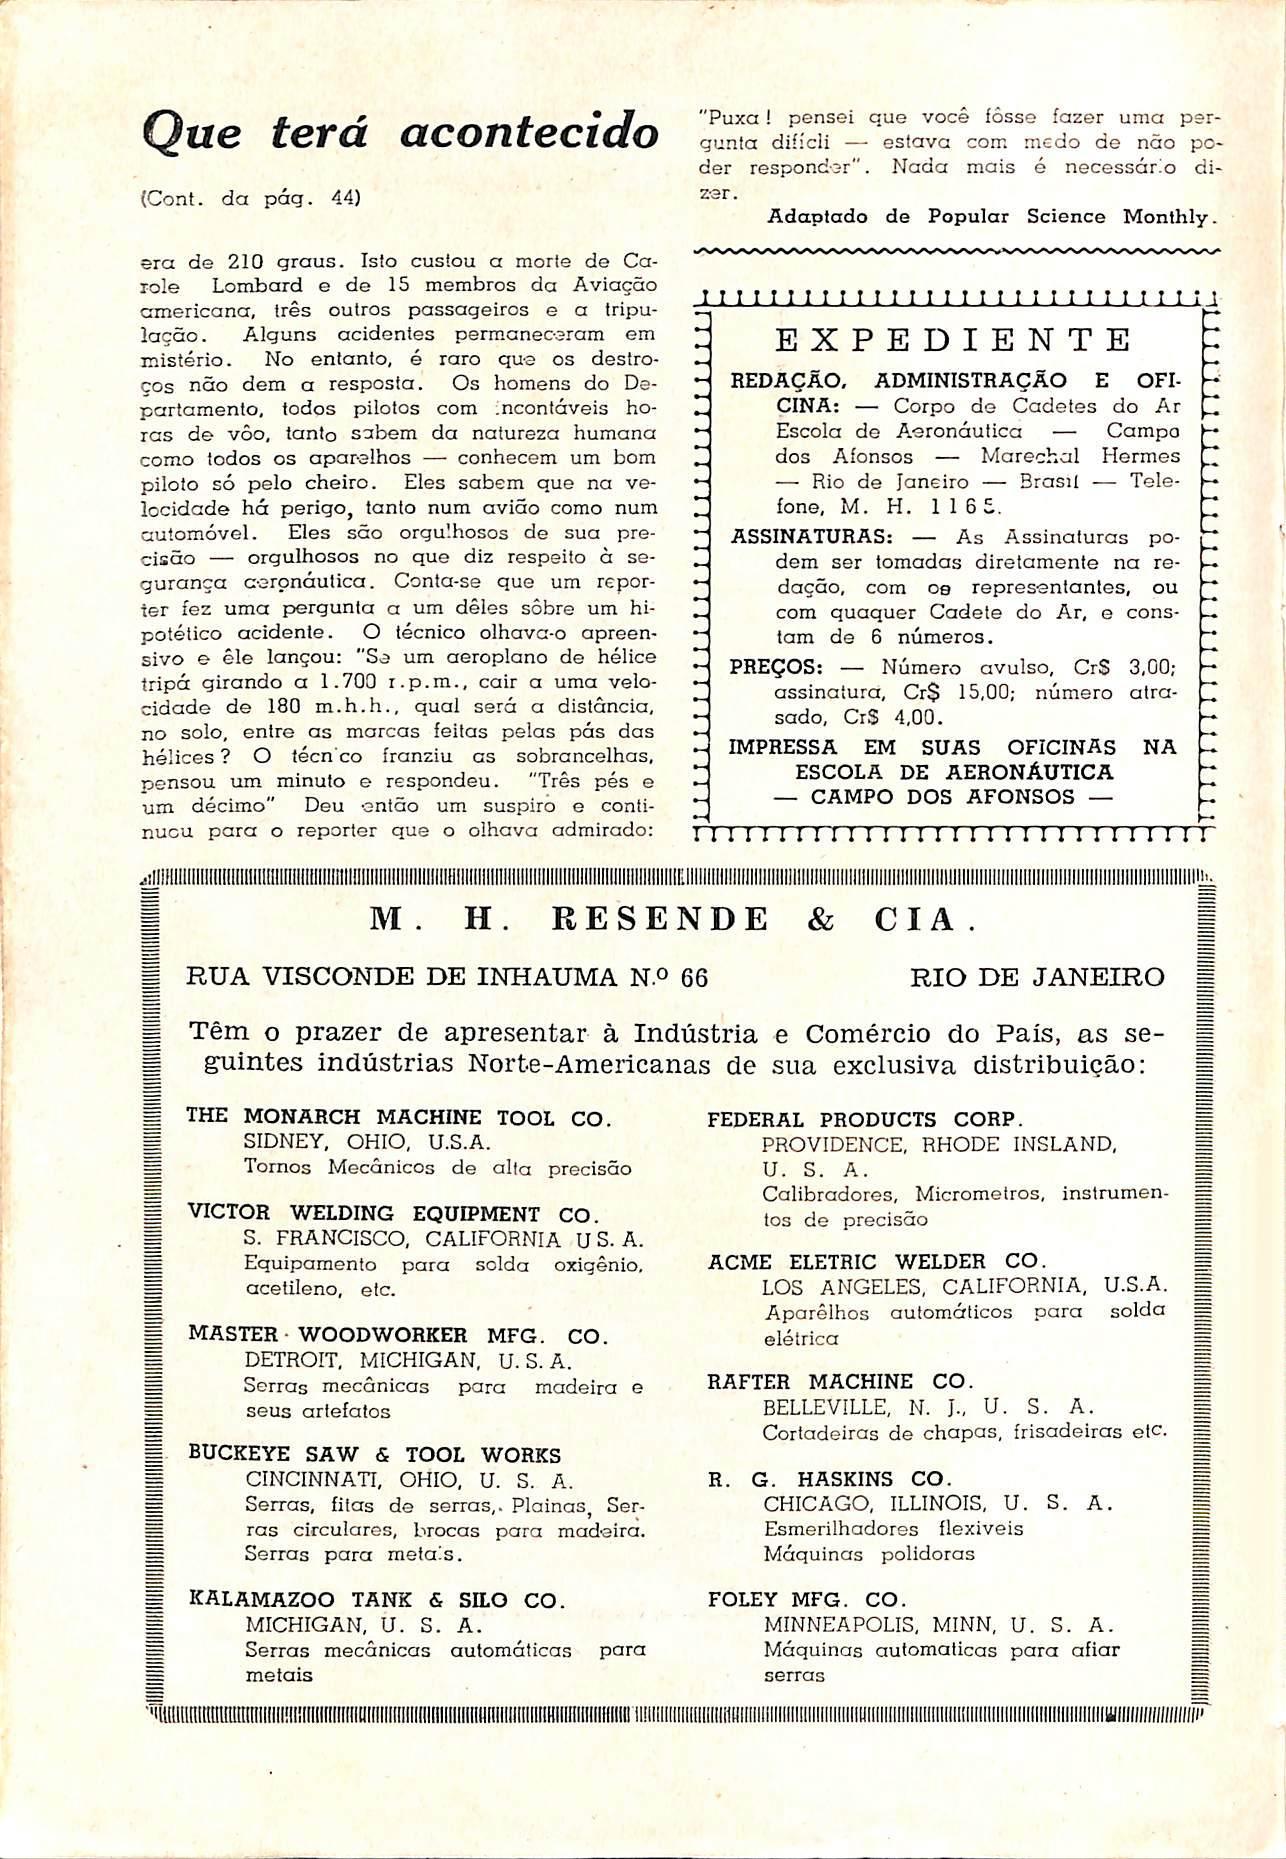 Que terá acontecido
(Cont. da pág. 44)
era de 210 graus. Isto custou a morte de Ca-
role Lombard e de 15 membros da Aviação
americana, três outros passageiros e a tripu-
lação. Alguns acidentes permaneceram em
mistério. No entanto, é raro que os destro-
ços não dem a resposta. Os homens do De-
partamento, todos pilotos com incontáveis ho-
ras de vôo, tanto sabem da natureza humana
como todos os aparelhos — conhecem um bom
piloto só pelo cheiro. Eles sabem que na ve-
locidade há perigo, tanto num avião como num
automóvel. Eles são orgulhosos de sua pre-
cisão — orgulhosos no que diz respeito à se-
gurança aeronáutica. Conta-se que um repor-
ter fez uma pergunta a um dêles sôbre um hi-
potético acidente. O técnico olhava-o apreen-
sivo e êle lançou: "Se um aeroplano de hélice
tripá girando a 1.700 r.p.m., cair a uma velo-
cidade de 180 m.h.h., qual será a distância,
no solo, entre as marcas feitas pelas pás das
hélices? O técnico franziu as sobrancelhas,
pensou um minuto e respondeu. "Três pés e
um décimo" Deu então um suspiro e conti-
nuou para o reporter que o olhava admirado:
"Puxa! pensei que você fôsse fazer uma per-
gunta difícli — estava com medo de não po-
der responder". Nada mais é necessário di-
zer.
Adaptado de Popular Science Monthly.
EXPEDIENTE
REDAÇÃO, ADMINISTRAÇÃO E OFI-
CINA: — Corpo de Cadetes do Ar
Escola de Aeronáutica — Campo
dos Afonsos — Marechal Hermes
— Rio de Janeiro — Brasil — Tele-
fone, M. H. 1165.
ASSINATURAS: — As Assinaturas po-
dem ser tomadas diretamente na re-
dação, com os representantes, ou
com quaquer Cadete do Ar, e cons-
tam de 6 números.
PREÇOS: — Número avulso, Cr$ 3,00;
assinatura, Cr$ 15,00; número atra-
sado, Cr$ 4,00.
IMPRESSA EM SUAS OFICINAS NA
ESCOLA DE AERONÁUTICA
— CAMPO DOS AFONSOS —
M. H. RESENDE & CIA.
RUA VISCONDE DE INHAUMA N.º 66 RIO DE JANEIRO
Têm o prazer de apresentar à Indústria e Comércio do País, as se-
guintes indústrias Norte-Americanas de sua exclusiva distribuição:
THE MONARCH MACHINE TOOL CO.
SIDNEY, OHIO, U.S.A.
Tornos Mecânicos de alta precisão
VICTOR WELDING EQUIPMENT CO.
S. FRANCISCO, CALIFORNIA U S. A.
Equipamento para solda oxigênio,
acetileno, etc.
MASTER WOODWORKER MFG. CO.
DETROIT, MICHIGAN, U. S. A.
Serras mecânicas para madeira e
seus artefatos
BUCKEYE SAW & TOOL WORKS
CINCINNATI, OHIO, U. S. A.
Serras, fitas de serras, Plainas, Ser-
ras circulares, brocas para madeira.
Serras para metais.
KALAMAZOO TANK & SILO CO.
MICHIGAN, U. S. A.
Serras mecânicas automáticas para
metais
FEDERAL PRODUCTS CORP.
PROVIDENCE, RHODE INSLAND,
U. S. A.
Calibradores, Micrometros, instrumen-
tos de precisão
ACME ELETRIC WELDER CO.
LOS ANGELES, CALIFORNIA, U.S.A.
Aparêlhos automáticos para solda
elétrica
RAFTER MACHINE CO.
BELLEVILLE, N. J., U. S. A.
Cortadeiras de chapas, frisadeiras etc.
R. G. HASKINS CO.
CHICAGO, ILLINOIS, U. S. A.
Esmerilhadores flexiveis
Máquinas polidoras
FOLEY MFG. CO.
MINNEAPOLIS, MINN, U. S. A.
Máquinas automaticas para afiar
serras